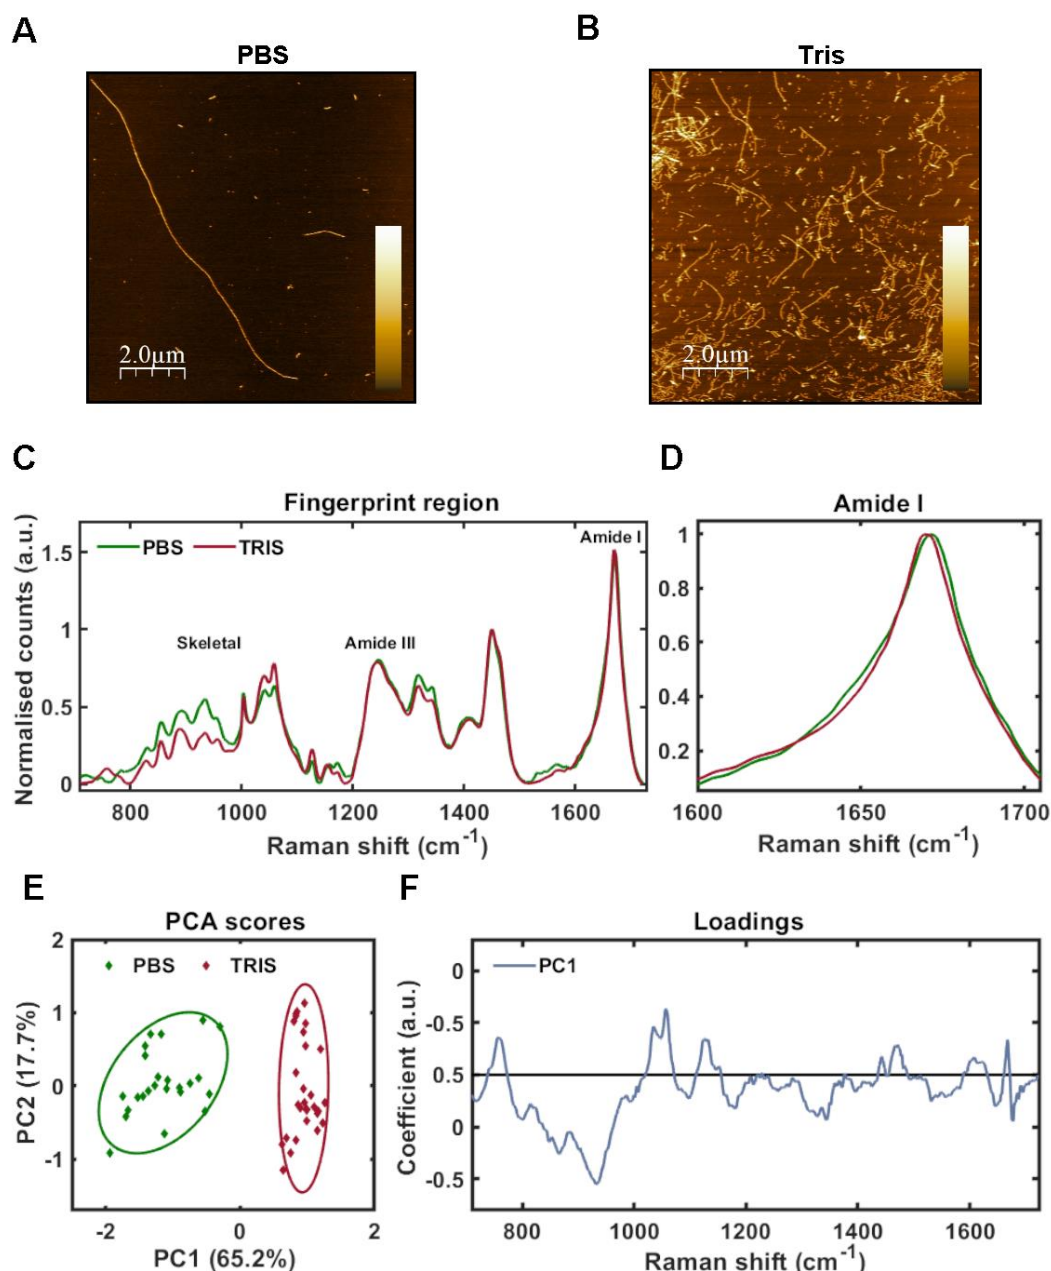 A
PBS
2.0µm
B
Tris
2.0µm
C
Fingerprint region
Normalised counts (a.u.)
1.5
1
0.5
0
PBS
TRIS
Skeletal
Amide III
Amide I
800
1000
1200
1400
1600
Raman shift (cm-1)
D
Amide I
1
0.8
0.6
0.4
0.2
1600
1650
1700
Raman shift (cm-1)
E
PCA scores
PC2 (17.7%)
2
1
0
-1
PBS
TRIS
-2
0
2
PC1 (65.2%)
F
Loadings
Coefficient (a.u.)
0
-0.5
0.5
0
-0.5
PC1
800
1000
1200
1400
1600
Raman shift (cm-1)